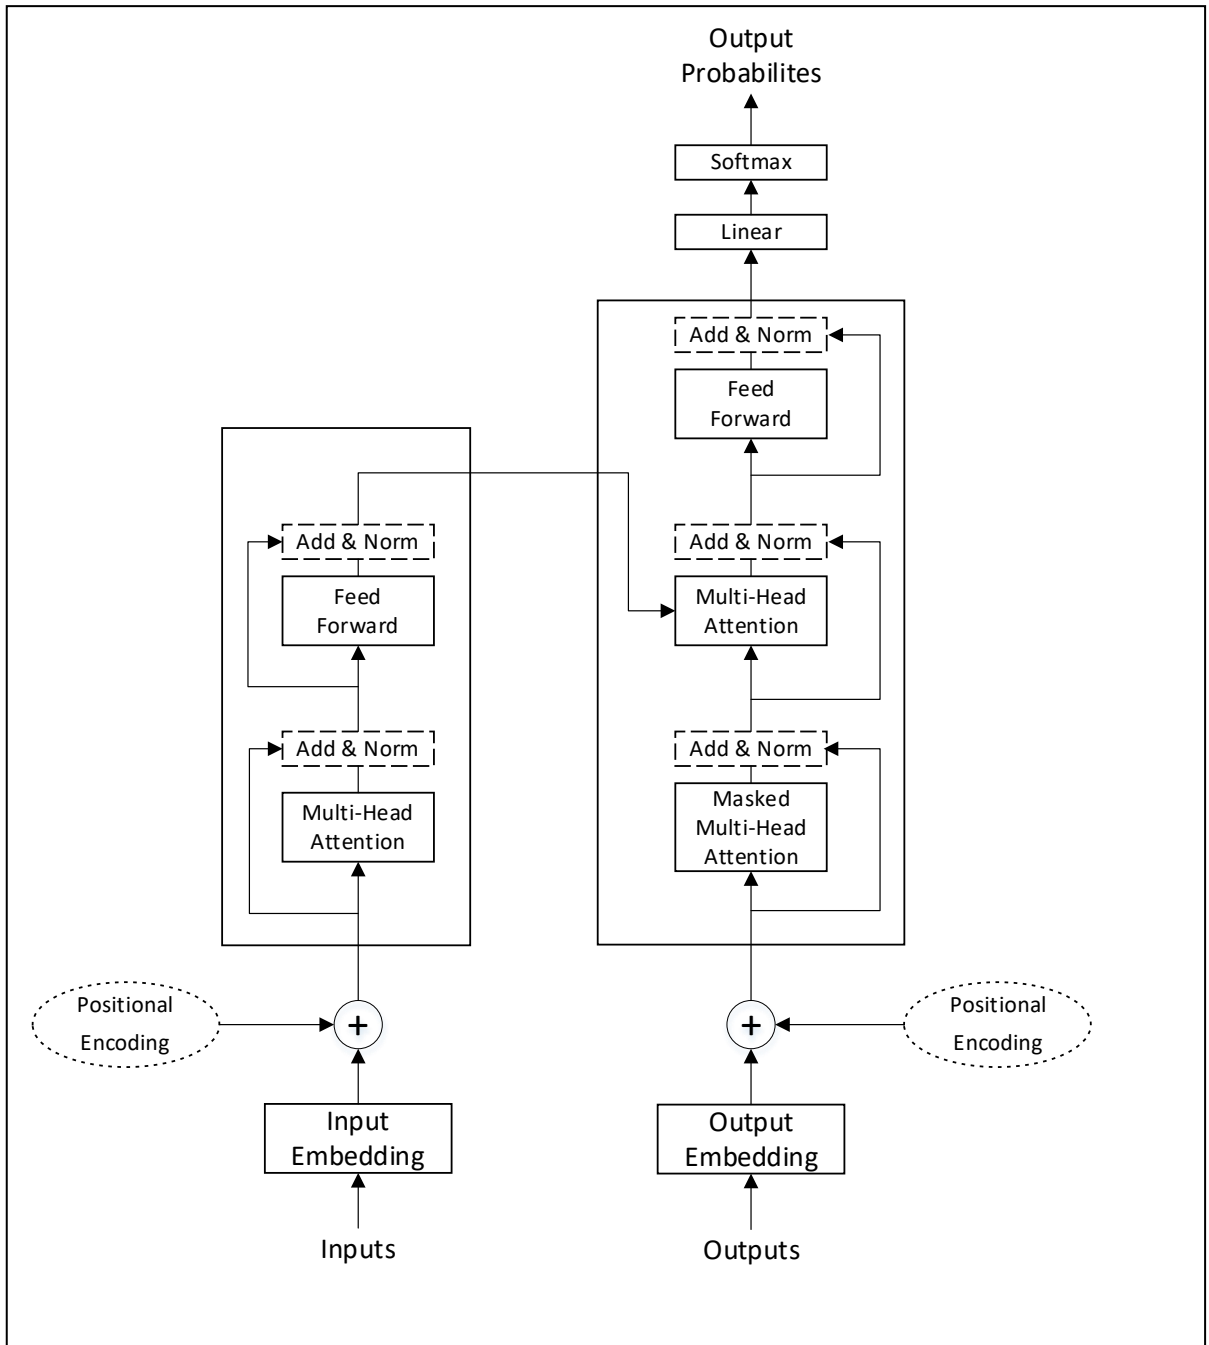 Output
Probabilites
Softmax
Linear
Add & Norm
Feed
Forward
Add & Norm
Multi-Head
Attention
Add & Norm
Masked
Multi-Head
Attention
Add & Norm
Feed
Forward
Add & Norm
Multi-Head
Attention
Positional
Encoding
+
+
Positional
Encoding
Input
Embedding
Output
Embedding
Inputs
Outputs